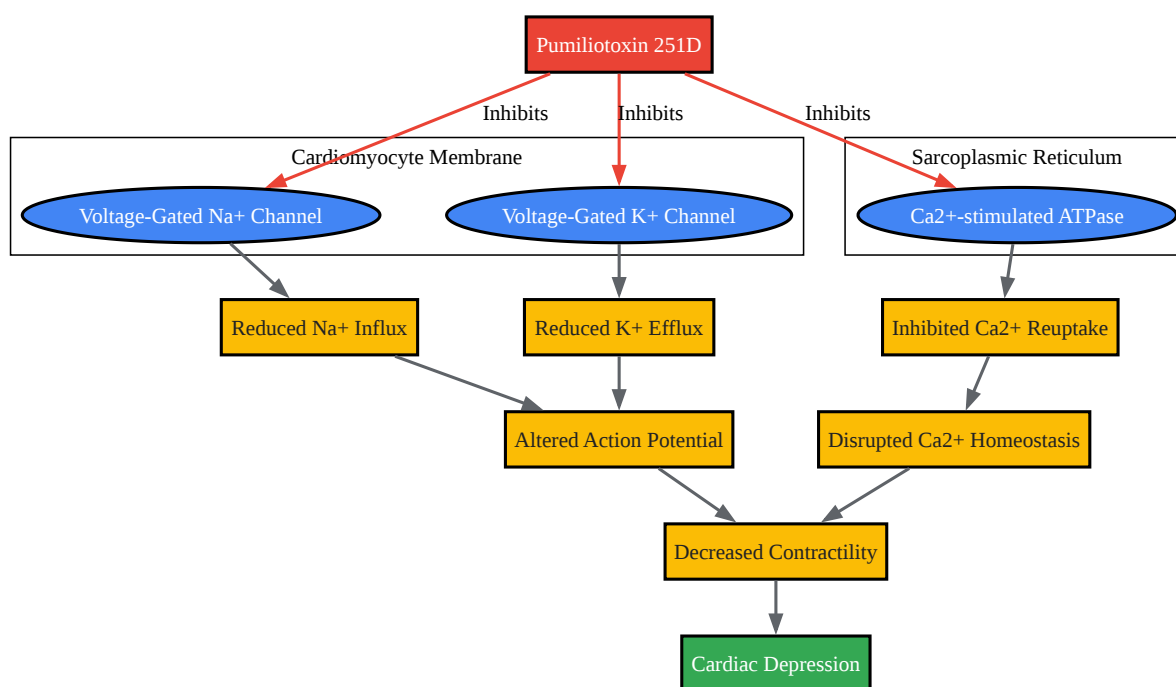 Pumiliotoxin 251D
Inhibits
Inhibits
Inhibits
Cardiomyocyte Membrane
Sarcoplasmic Reticulum
Voltage-Gated Na+ Channel
Voltage-Gated K+ Channel
Ca2+-stimulated ATPase
Reduced Na+ Influx
Reduced K+ Efflux
Inhibited Ca2+ Reuptake
Altered Action Potential
Disrupted Ca2+ Homeostasis
Decreased Contractility
Cardiac Depression